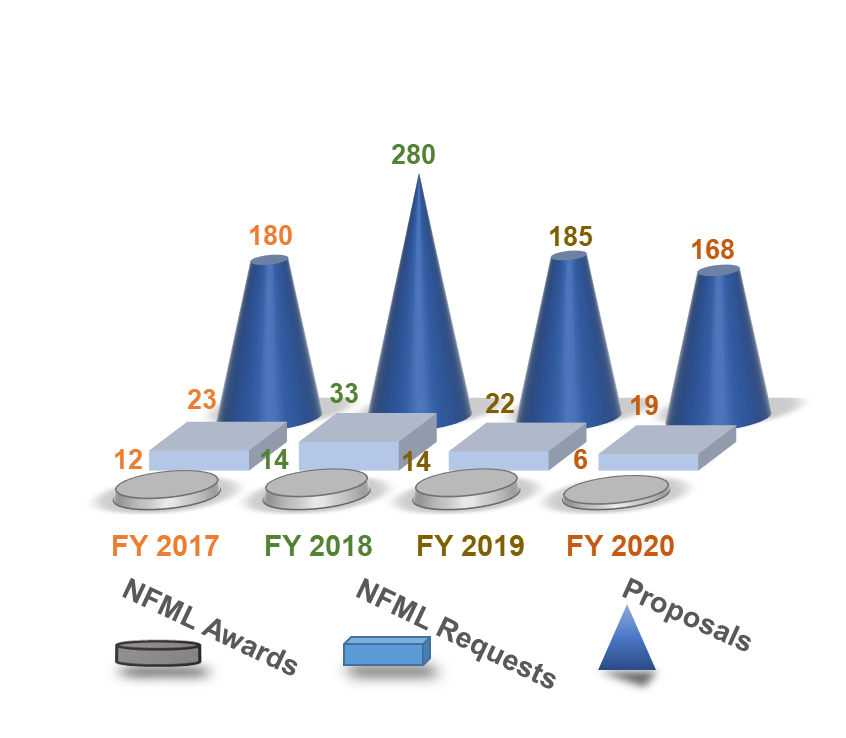 280
180
185
168
23
33
22
19
12
14
14
6
FY 2017
FY 2018
FY 2019
FY 2020
NFML Awards
NFML Requests
Proposals